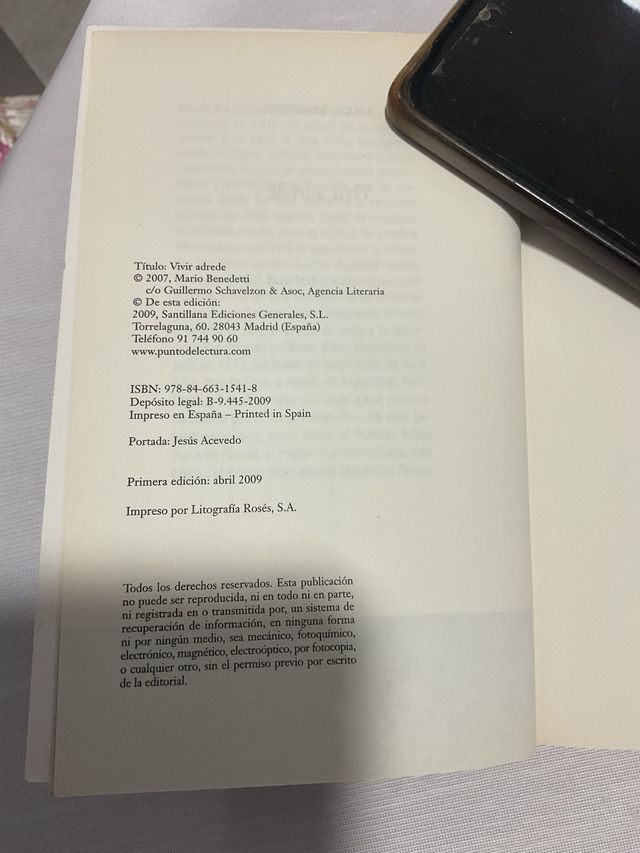 Título: Vivir adrede
© 2007, Mario Benedetti
c/o Guillermo Schavelzon & Asoc, Agencia Literaria
© De esta edición:
2009, Santillana Ediciones Generales, S.L.
Torrelaguna, 60. 28043 Madrid (España)
Teléfono 91 744 90 60
www.puntodelectura.com
ISBN: 978-84-663-1541-8
Depósito legal: B-9.445-2009
Impreso en España – Printed in Spain
Portada: Jesús Acevedo
Primera edición: abril 2009
Impreso por Litografía Rosés, S.A.
Todos los derechos reservados. Esta publicación
no puede ser reproducida, ni en todo ni en parte,
ni registrada en o transmitida por, un sistema de
recuperación de información, en ninguna forma
ni por ningún medio, sea mecánico, fotoquímico,
electrónico, magnético, electroóptico, por fotocopia,
o cualquier otro, sin el permiso previo por escrito
de la editorial.